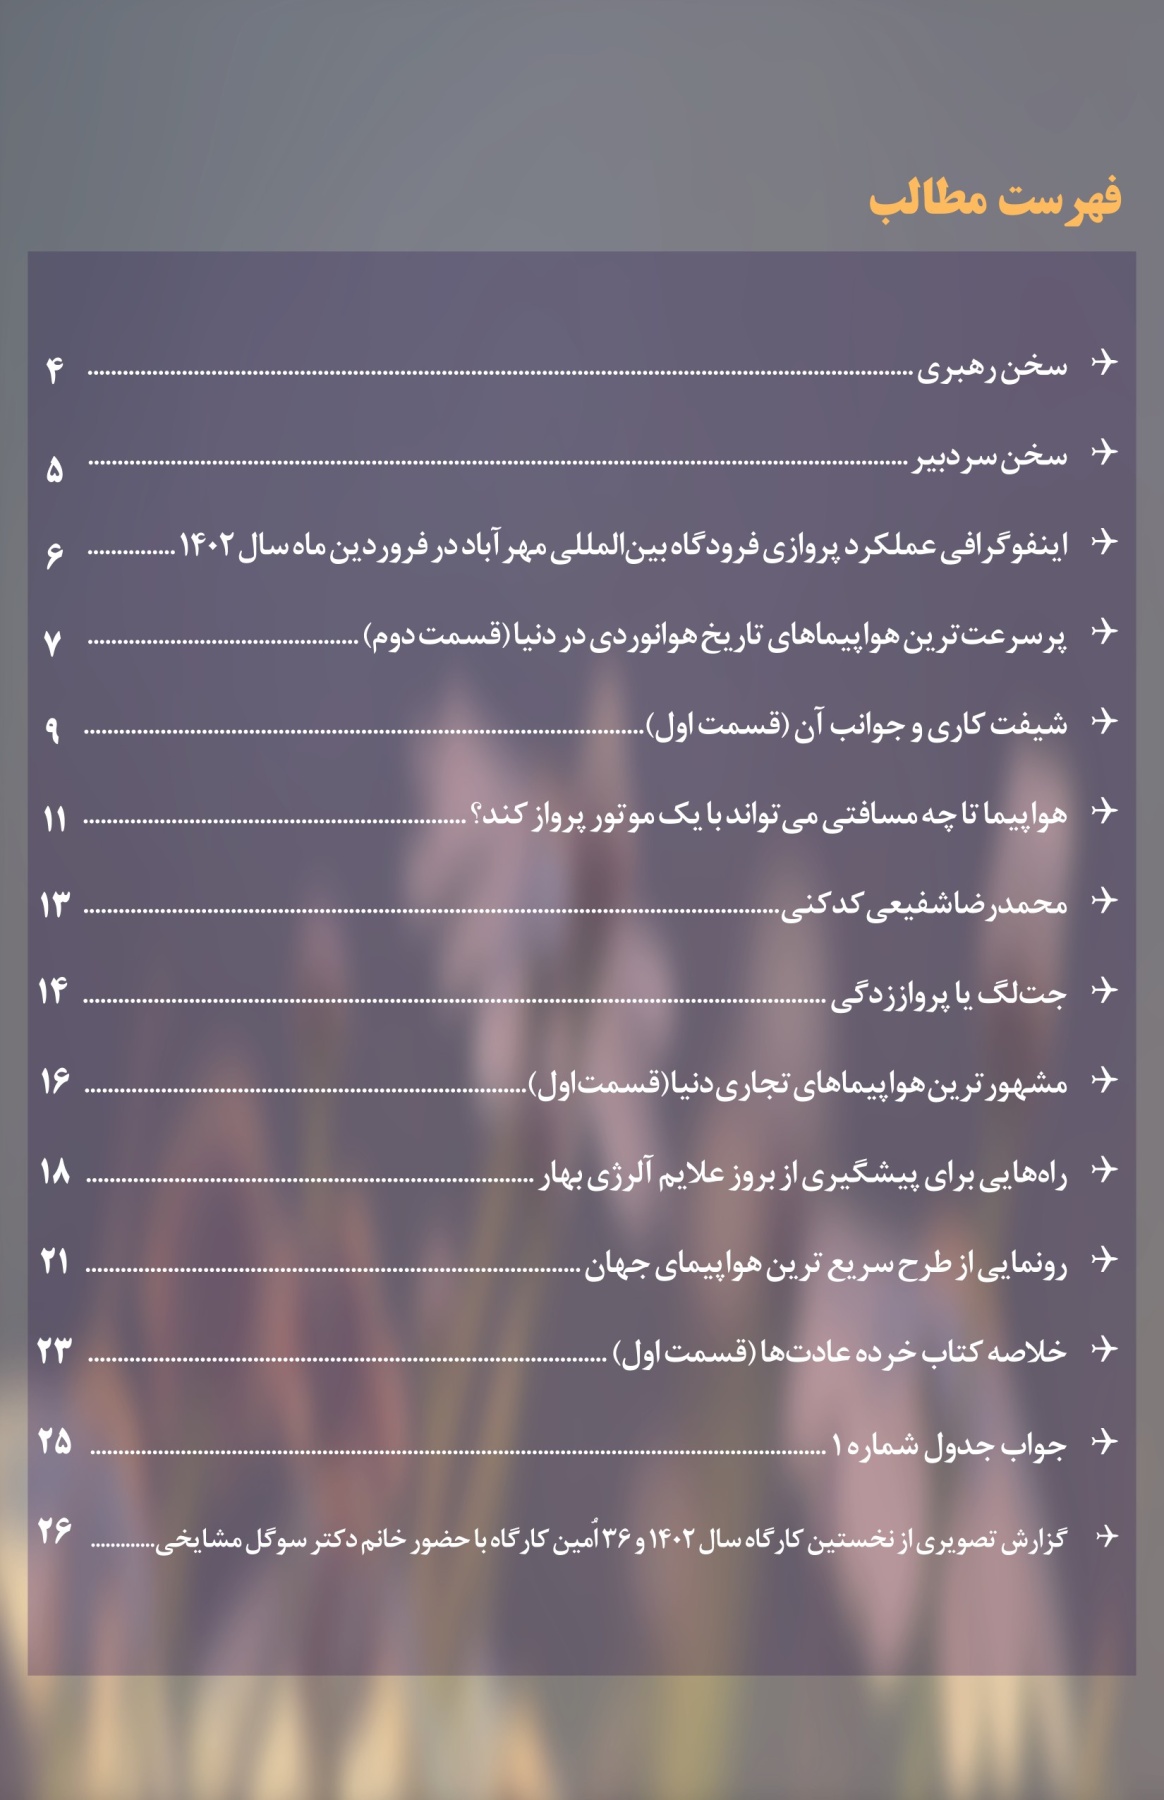 فهرست مطالب
سخن رهبری ........................................................ ۴
سخن سردبیر ........................................................ ۵
اینفوگرافی عملکرد پروازی فرودگاه بین‌المللی مهرآباد در فروردین ماه سال ۱۴۰۲ ............... ۶
پرسرعت‌ترین هواپیماهای تاریخ هوانوردی در دنیا (قسمت دوم) ........................................ ۷
شیفت کاری و جوانب آن (قسمت اول) ........................................................ ۹
هواپیما تا چه مسافتی می‌تواند با یک موتور پرواز کند؟ ........................................................ ۱۱
محمدرضا شفیعی کدکنی ........................................................ ۱۳
جت‌لگ یا پرواززدگی ........................................................ ۱۴
مشهورترین هواپیماهای تجاری دنیا (قسمت اول) ........................................................ ۱۶
راه‌هایی برای پیشگیری از بروز علایم آلرژی بهار ........................................................ ۱۸
رونمایی از طرح سریع ترین هواپیمای جهان ........................................................ ۲۱
خلاصه کتاب خرده عادت‌ها (قسمت اول) ........................................................ ۲۳
جواب جدول شماره ۱ ........................................................ ۲۵
گزارش تصویری از نخستین کارگاه سال ۱۴۰۲ و ۳۶ اُمین کارگاه با حضور خانم دکتر سوگل مشایخی ............. ۲۶